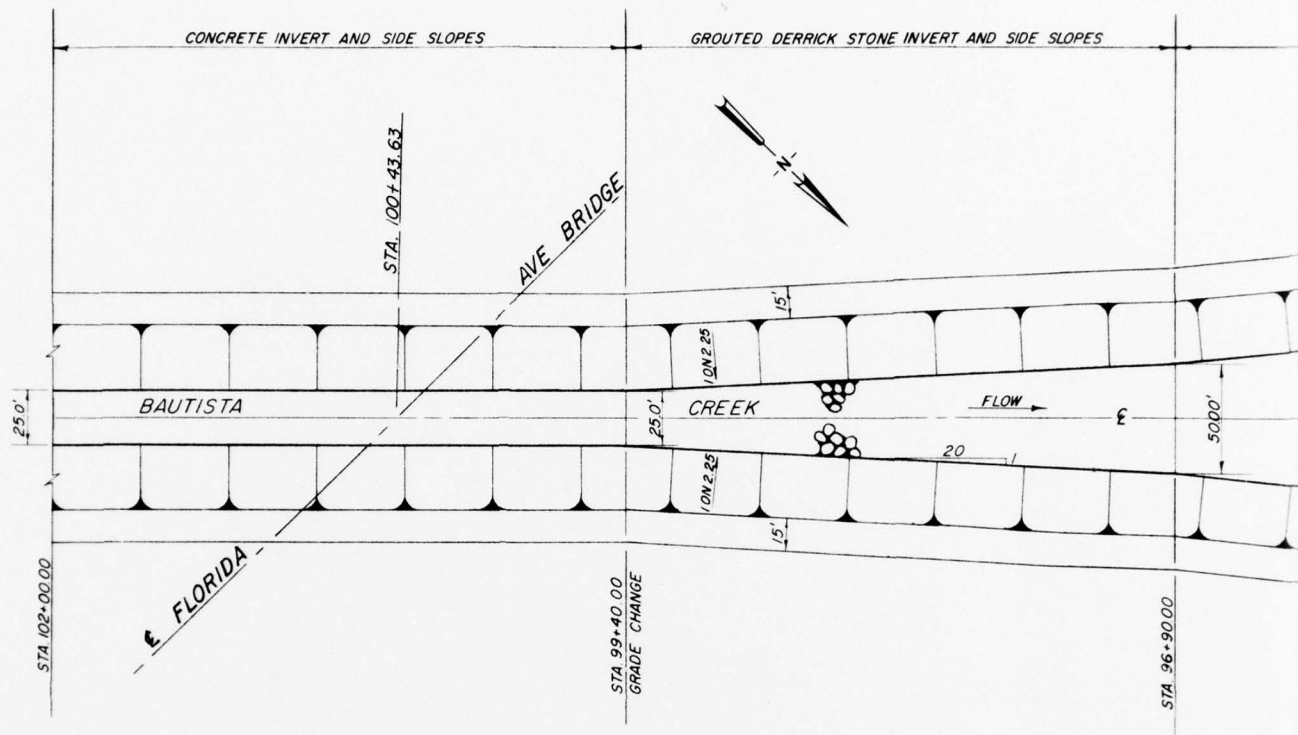 CONCRETE INVERT AND SIDE SLOPES
GROUTED DERRICK STONE INVERT AND SIDE SLOPES
STA. 100+43.63
N
AVE BRIDGE
15'
1 ON 2.25
25.0'
BAUTISTA
25.0'
CREEK
FLOW
℄
50.00'
20
1
1 ON 2.25
15'
℄ FLORIDA
STA 102+00.00
STA 99+40.00
GRADE CHANGE
STA. 96+90.00